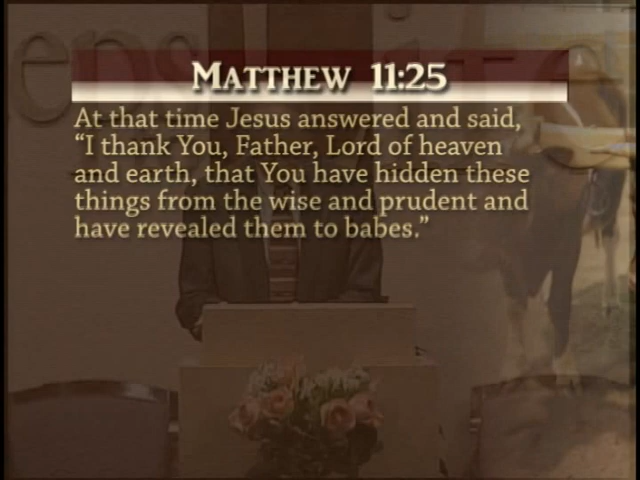 MATTHEW 11:25
At that time Jesus answered and said,
“I thank You, Father, Lord of heaven
and earth, that You have hidden these
things from the wise and prudent and
have revealed them to babes.”